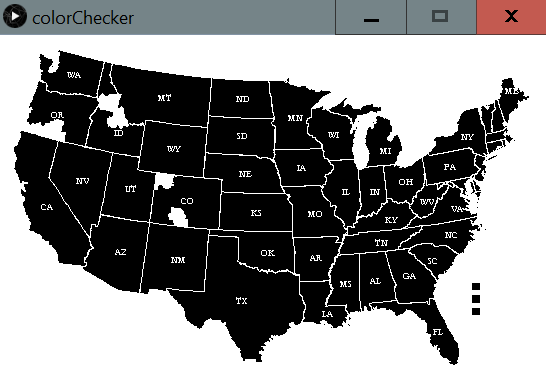 colorChecker
WA
MT
ND
MN
ME
OR
ID
SD
WI
NY
WY
MI
NV
UT
NE
IA
PA
CA
CO
KS
IL
IN
OH
WV
VA
MO
KY
NC
AZ
NM
OK
AR
TN
SC
TX
MS
AL
GA
LA
FL